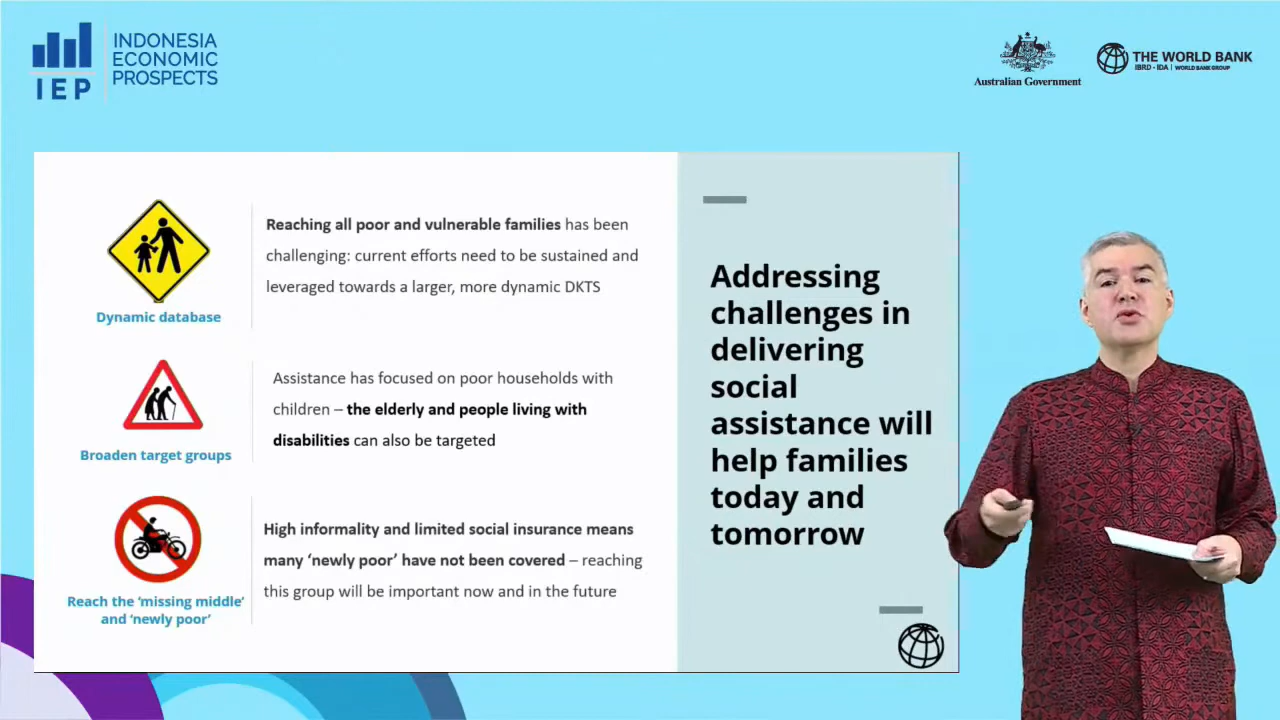 INDONESIA
ECONOMIC
PROSPECTS
IEP
Australian Government
THE WORLD BANK
IBRD • IDA | WORLD BANK GROUP
Reaching all poor and vulnerable families has been
challenging: current efforts need to be sustained and
leveraged towards a larger, more dynamic DKTS
Dynamic database
Assistance has focused on poor households with
children – the elderly and people living with
disabilities can also be targeted
Broaden target groups
High informality and limited social insurance means
many ‘newly poor’ have not been covered – reaching
this group will be important now and in the future
Reach the ‘missing middle’
and ‘newly poor’
Addressing
challenges in
delivering
social
assistance will
help families
today and
tomorrow